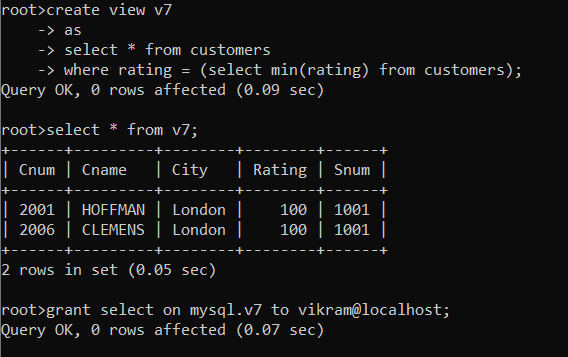 root>create view v7
    -> as
    -> select * from customers
    -> where rating = (select min(rating) from customers);
Query OK, 0 rows affected (0.09 sec)

root>select * from v7;
+------+---------+--------+--------+------+
| Cnum | Cname   | City   | Rating | Snum |
+------+---------+--------+--------+------+
| 2001 | HOFFMAN | London |    100 | 1001 |
| 2006 | CLEMENS | London |    100 | 1001 |
+------+---------+--------+--------+------+
2 rows in set (0.05 sec)

root>grant select on mysql.v7 to vikram@localhost;
Query OK, 0 rows affected (0.07 sec)